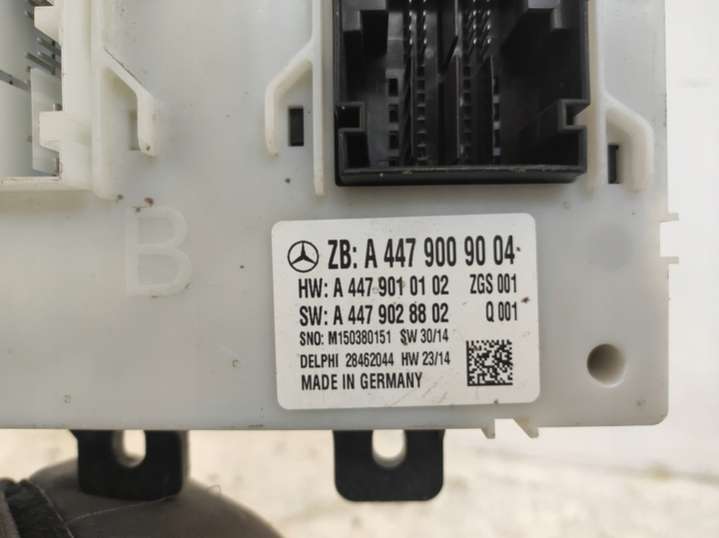 B
ZB: A 447 900 90 04
HW: A 447 901 01 02 ZGS 001
SW: A 447 902 88 02 Q 001
SNO: M150380151 SW 30/14
DELPHI 28462044 HW 23/14
MADE IN GERMANY